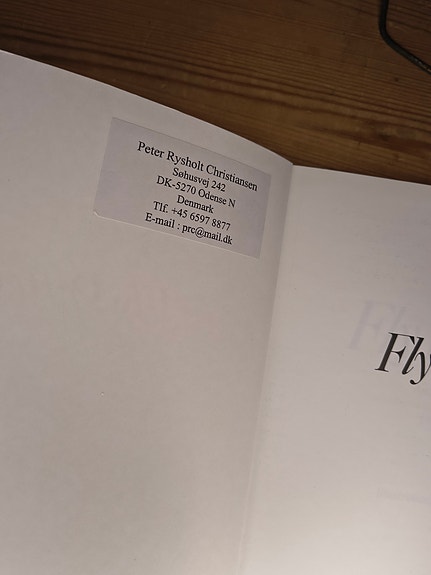 Peter Rysholt Christiansen
Søhusvej 242
DK-5270 Odense N
Denmark
Tlf. +45 6597 8877
E-mail : prc@mail.dk
Fly